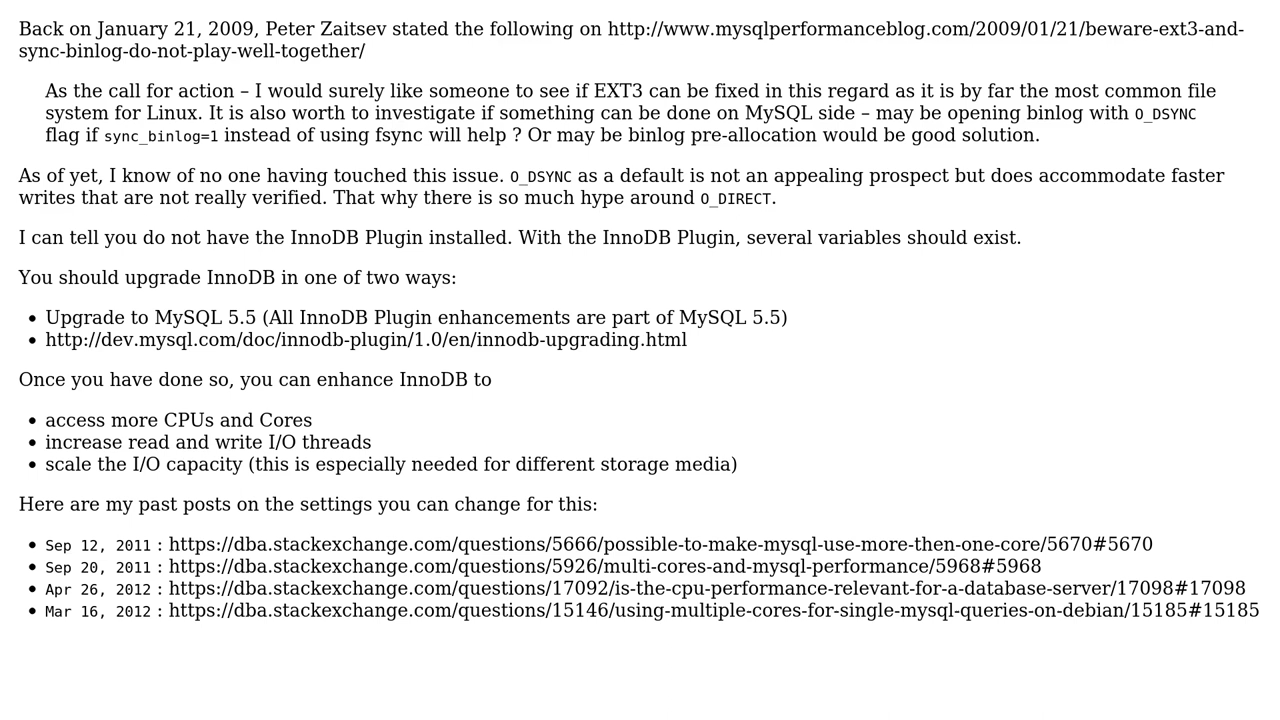 Back on January 21, 2009, Peter Zaitsev stated the following on http://www.mysqlperformanceblog.com/2009/01/21/beware-ext3-and-
sync-binlog-do-not-play-well-together/
As the call for action – I would surely like someone to see if EXT3 can be fixed in this regard as it is by far the most common file
system for Linux. It is also worth to investigate if something can be done on MySQL side – may be opening binlog with O_DSYNC
flag if sync_binlog=1 instead of using fsync will help ? Or may be binlog pre-allocation would be good solution.
As of yet, I know of no one having touched this issue. O_DSYNC as a default is not an appealing prospect but does accommodate faster
writes that are not really verified. That why there is so much hype around O_DIRECT.
I can tell you do not have the InnoDB Plugin installed. With the InnoDB Plugin, several variables should exist.
You should upgrade InnoDB in one of two ways:
• Upgrade to MySQL 5.5 (All InnoDB Plugin enhancements are part of MySQL 5.5)
• http://dev.mysql.com/doc/innodb-plugin/1.0/en/innodb-upgrading.html
Once you have done so, you can enhance InnoDB to
• access more CPUs and Cores
• increase read and write I/O threads
• scale the I/O capacity (this is especially needed for different storage media)
Here are my past posts on the settings you can change for this:
• Sep 12, 2011 : https://dba.stackexchange.com/questions/5666/possible-to-make-mysql-use-more-then-one-core/5670#5670
• Sep 20, 2011 : https://dba.stackexchange.com/questions/5926/multi-cores-and-mysql-performance/5968#5968
• Apr 26, 2012 : https://dba.stackexchange.com/questions/17092/is-the-cpu-performance-relevant-for-a-database-server/17098#17098
• Mar 16, 2012 : https://dba.stackexchange.com/questions/15146/using-multiple-cores-for-single-mysql-queries-on-debian/15185#15185